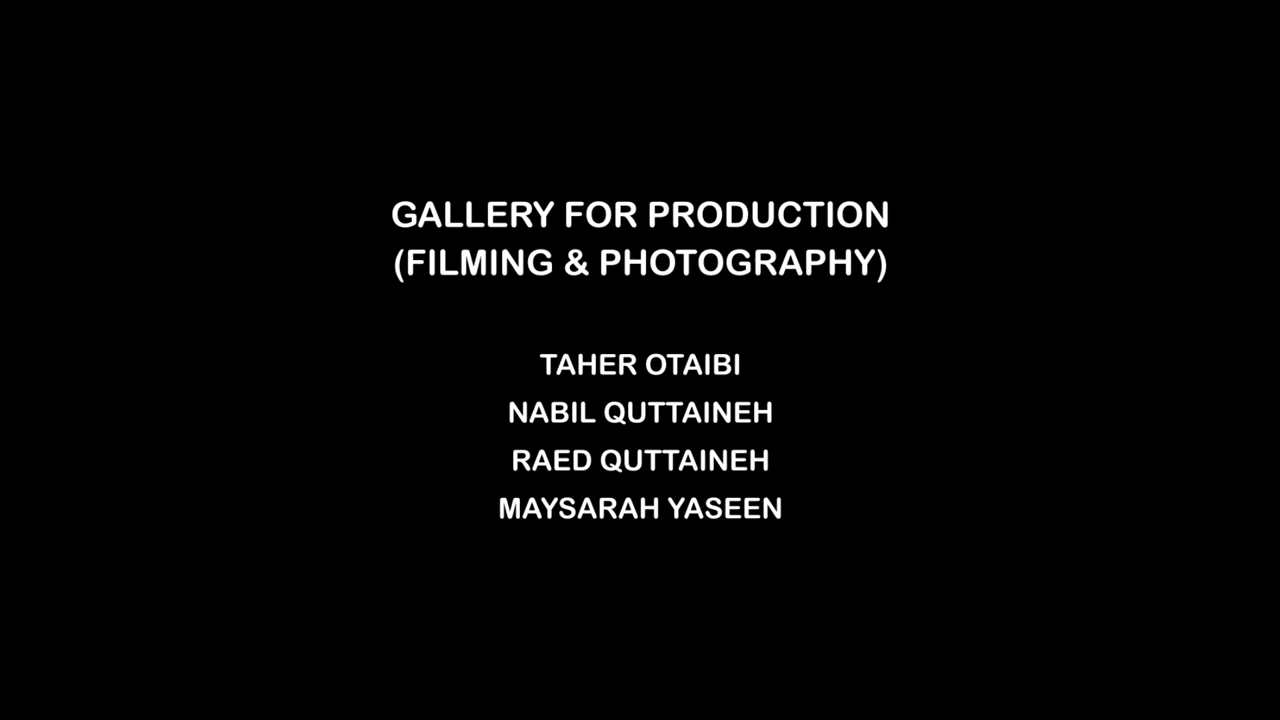 GALLERY FOR PRODUCTION
(FILMING & PHOTOGRAPHY)
TAHER OTAIBI
NABIL QUTTAINEH
RAED QUTTAINEH
MAYSARAH YASEEN